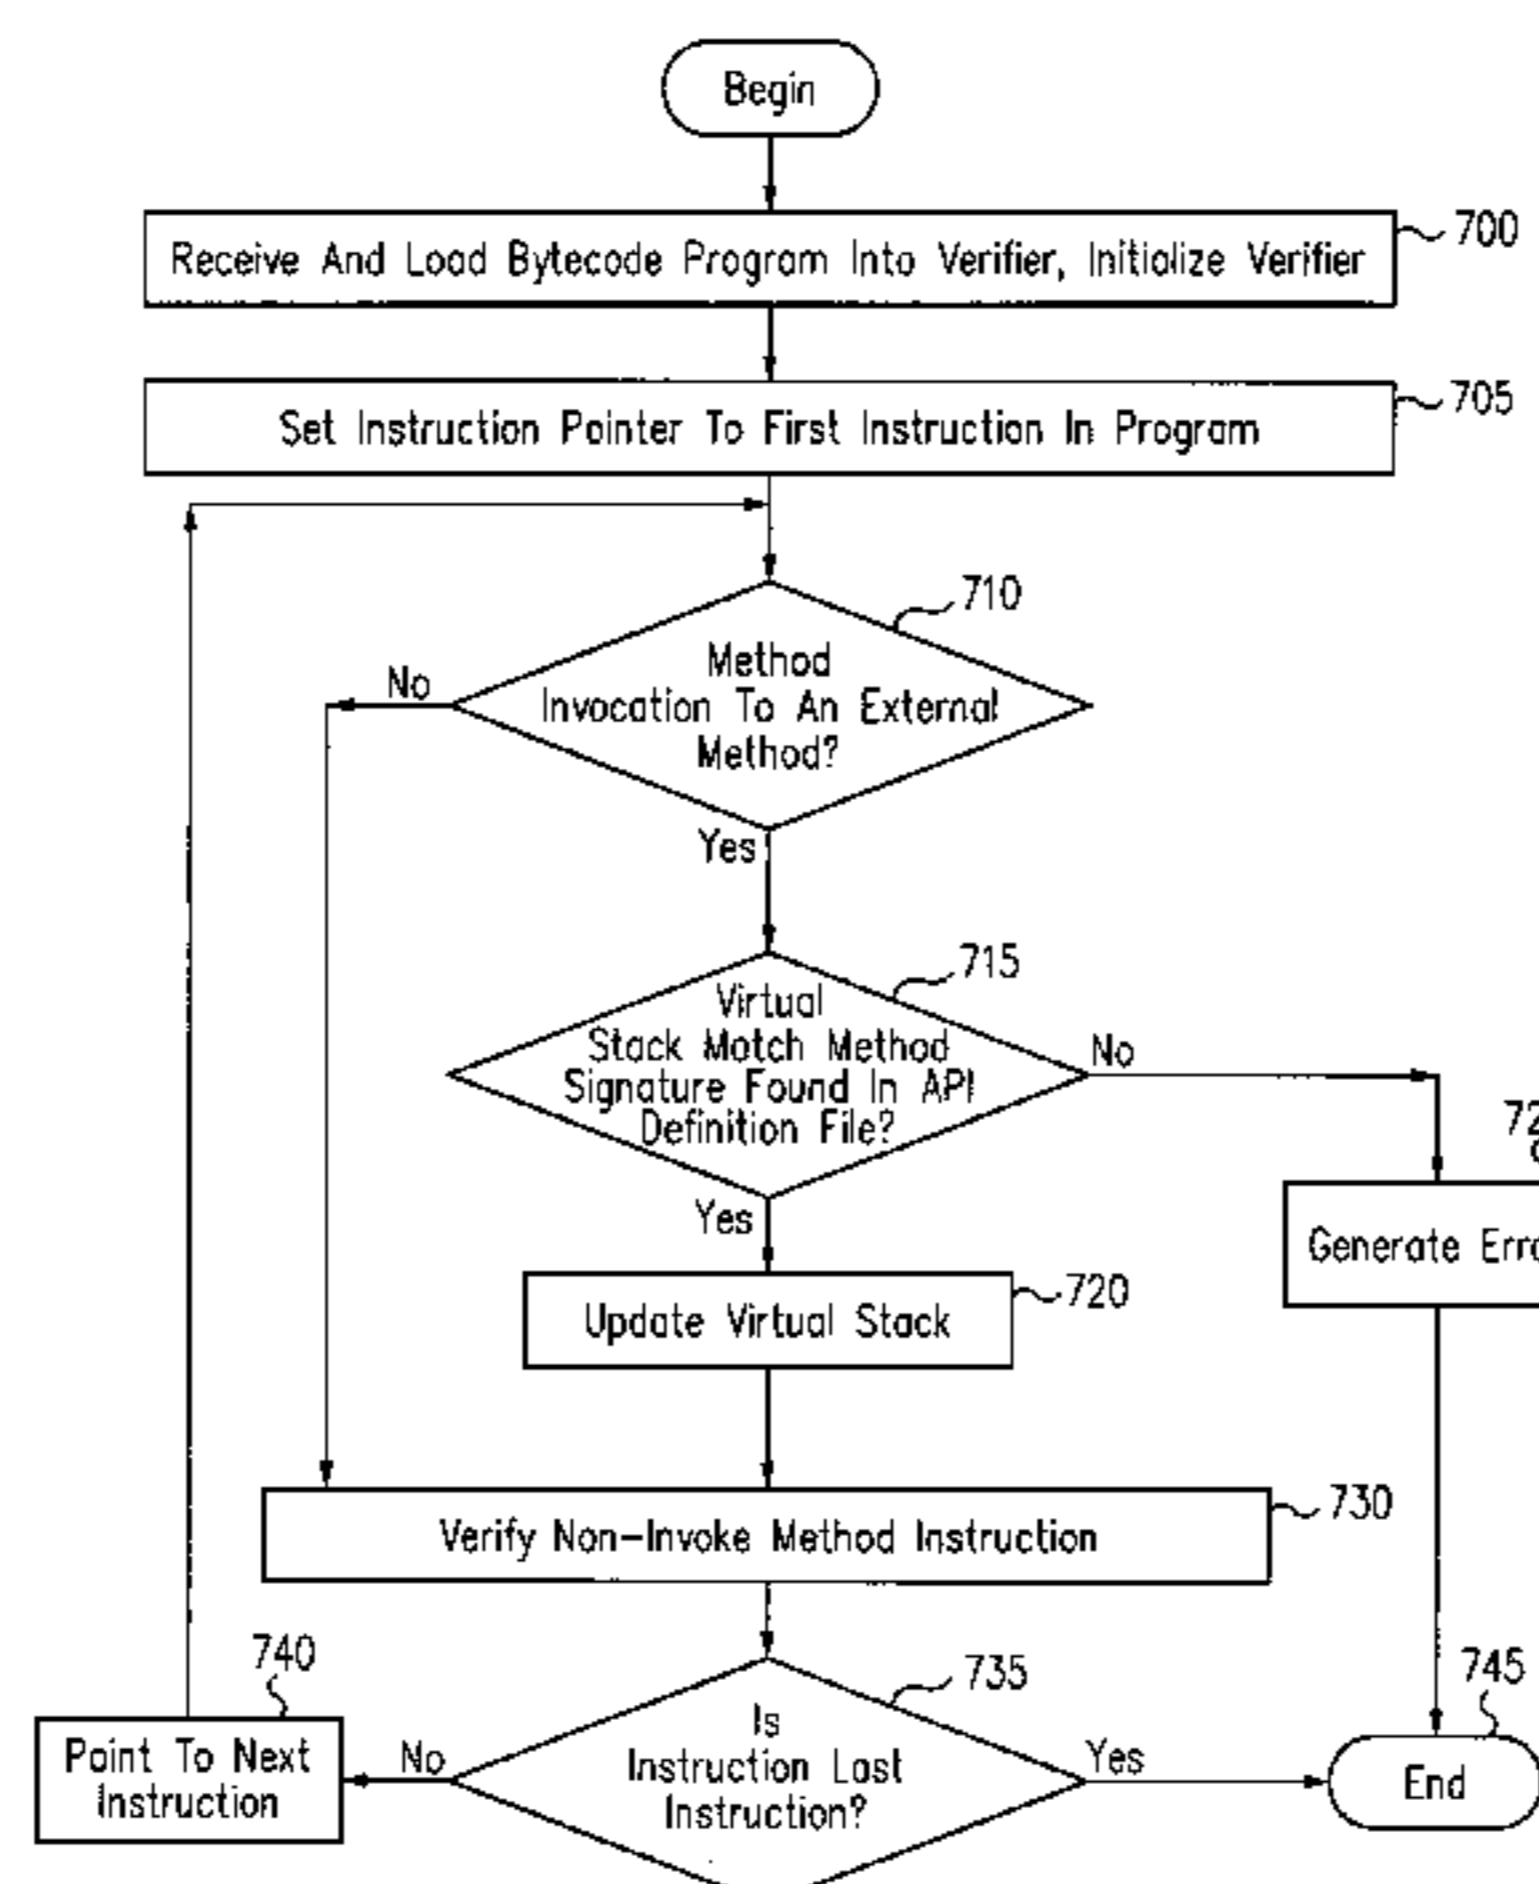 Begin
Receive And Load Bytecode Program Into Verifier, Initialize Verifier
700
Set Instruction Pointer To First Instruction In Program
705
710
Method
Invocation To An External
Method?
No
Yes
715
Virtual
Stack Match Method
Signature Found In API
Definition File?
No
Yes
Generate
Update Virtual Stack
720
Verify Non-Invoke Method Instruction
730
735
Is
Instruction Last
Instruction?
No
Yes
740
Point To Next
Instruction
745
End